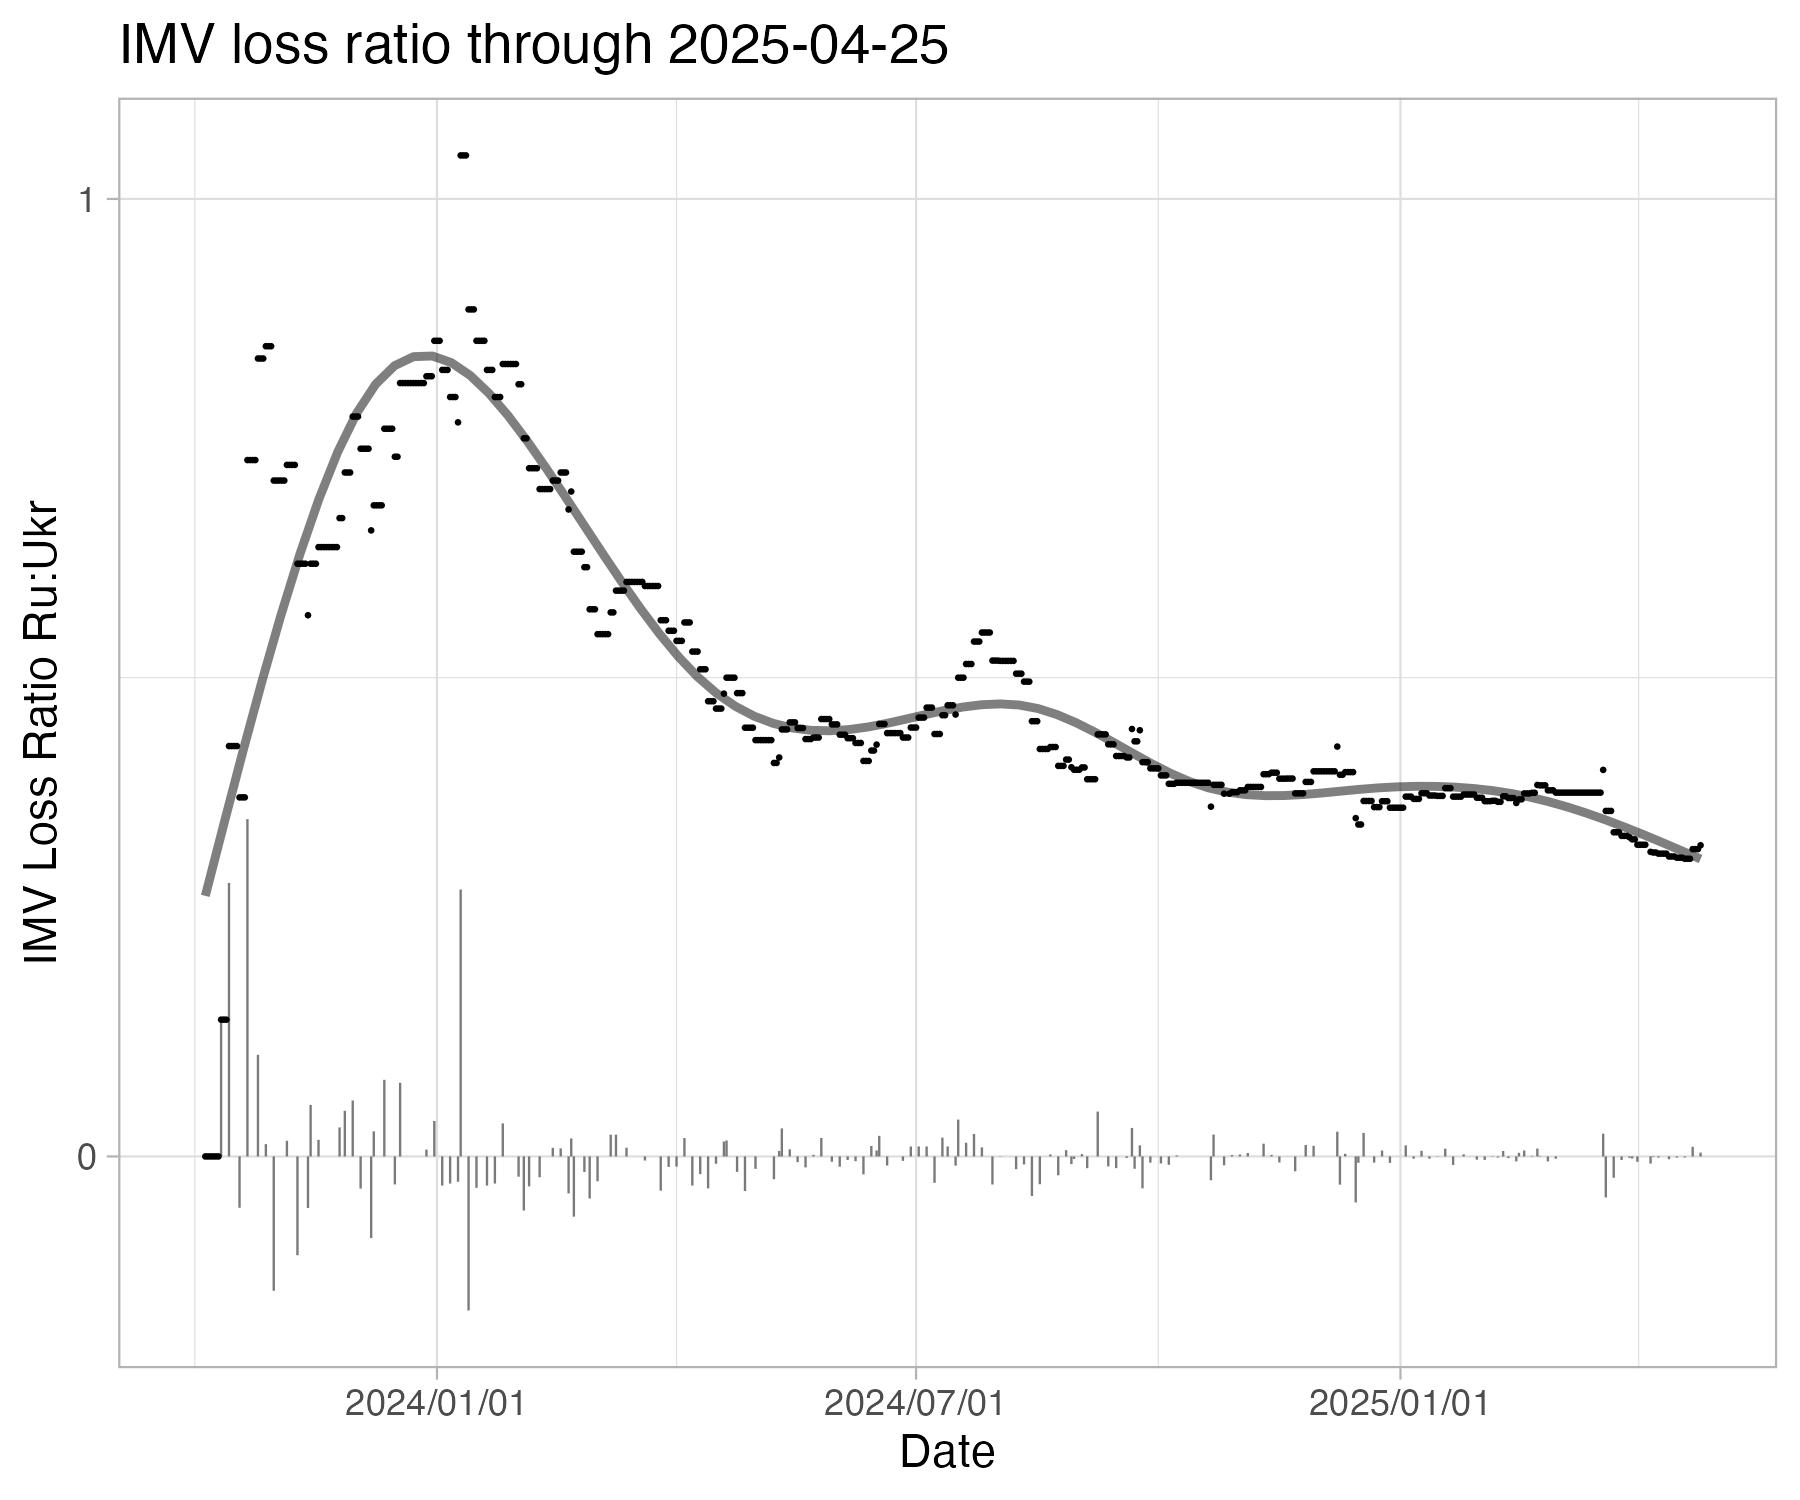 IMV loss ratio through 2025-04-25
IMV Loss Ratio Ru:Ukr
1
0
2024/01/01
2024/07/01
2025/01/01
Date